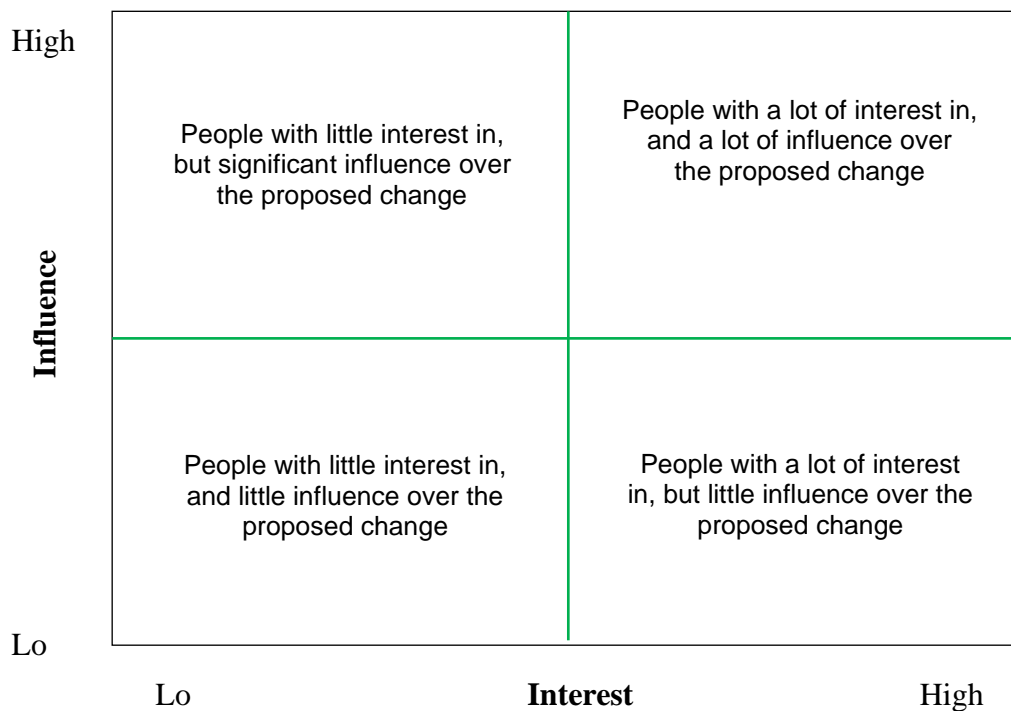 High
People with little interest in,
but significant influence over
the proposed change
People with a lot of interest in,
and a lot of influence over
the proposed change
Influence
People with little interest in,
and little influence over the
proposed change
People with a lot of interest
in, but little influence over the
proposed change
Lo
Lo
Interest
High